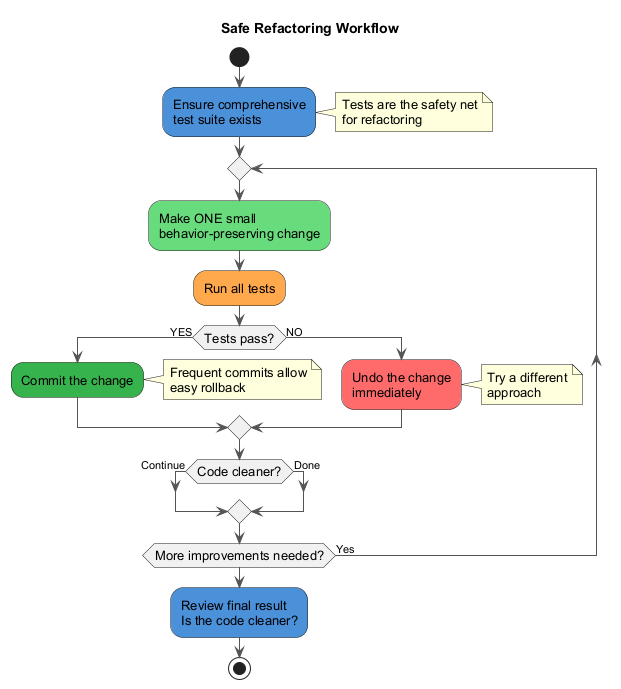 Safe Refactoring Workflow
Ensure comprehensive
test suite exists
Tests are the safety net
for refactoring
Make ONE small
behavior-preserving change
Run all tests
Tests pass?
YES
NO
Commit the change
Frequent commits allow
easy rollback
Undo the change
immediately
Try a different
approach
Code cleaner?
Continue
Done
More improvements needed?
Yes
Review final result
Is the code cleaner?